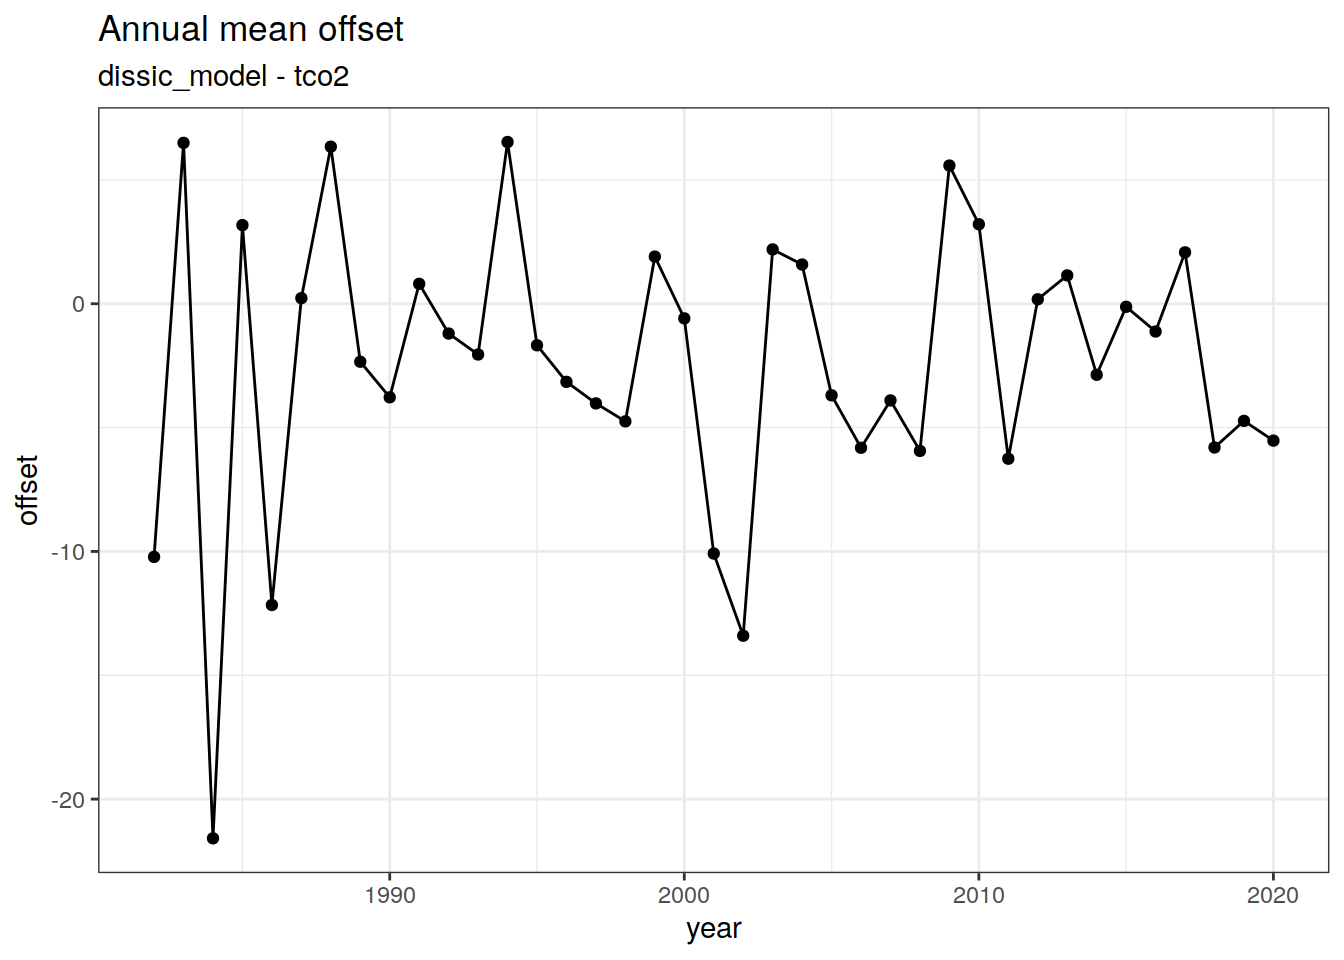 Annual mean offset
dissic_model - tco2
0
-10
-20
offset
1990
2000
2010
2020
year